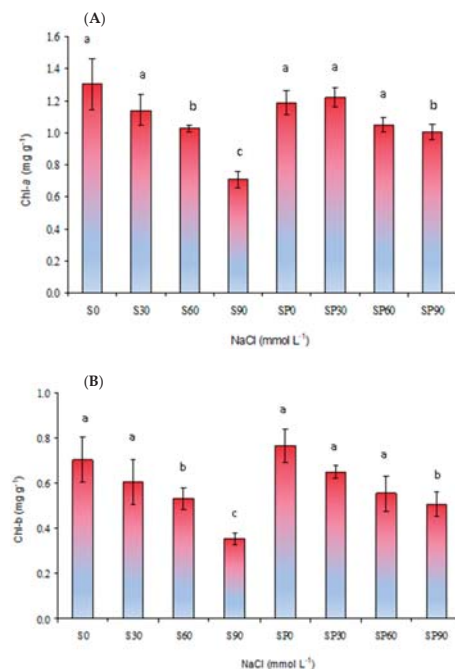 (A)
1.6
1.4
1.2
1.0
0.8
0.6
0.4
0.2
0.0
Chl-a (mg g⁻¹)
a
a
b
c
a
a
a
b
S0 S30 S60 S90 SP0 SP30 SP60 SP90
NaCl (mmol L⁻¹)
(B)
1.0
0.8
0.6
0.4
0.2
0.0
Chl-b (mg g⁻¹)
a
a
b
c
a
a
a
b
S0 S30 S60 S90 SP0 SP30 SP60 SP90
NaCl (mmol L⁻¹)